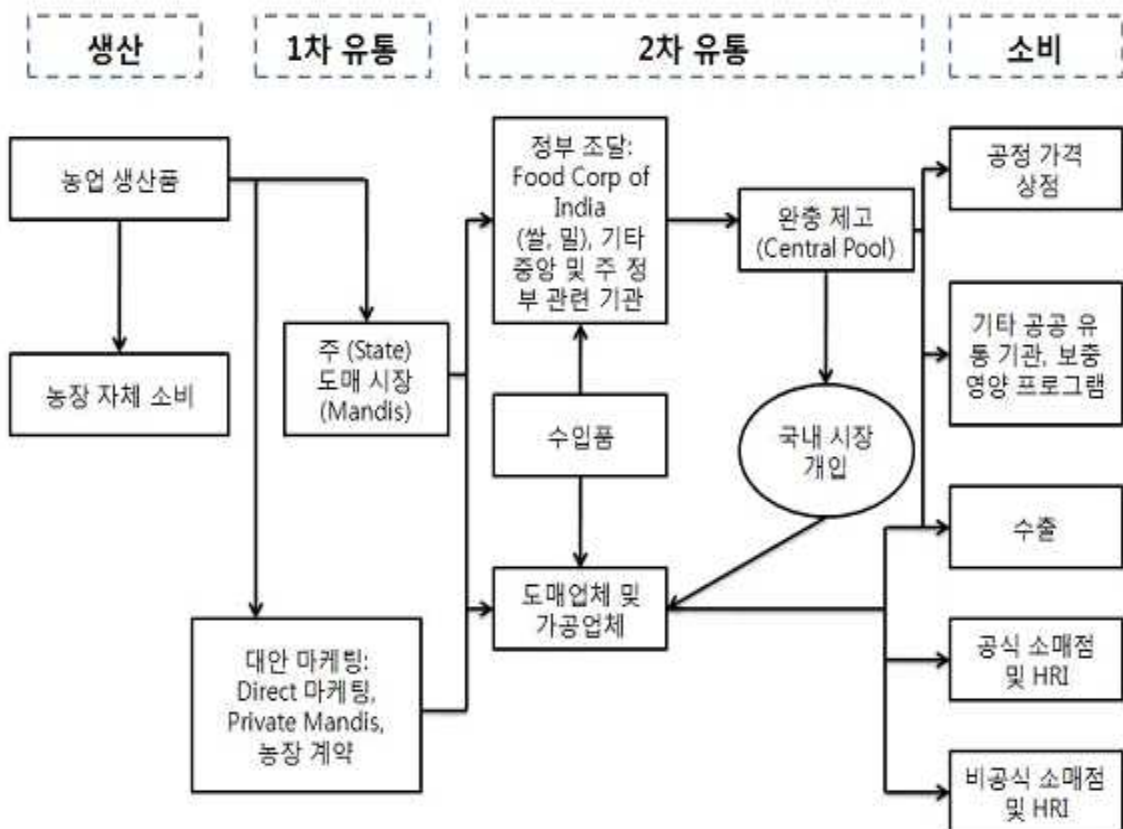 생산
1차 유통
2차 유통
소비
농업 생산품
농장 자체 소비
주 (State)
도매 시장
(Mandis)
대안 마케팅:
Direct 마케팅,
Private Mandis,
농장 계약
정부 조달:
Food Corp of
India
(쌀, 밀), 기타
중앙 및 주 정
부 관련 기관
수입품
도매업체 및
가공업체
완충 제고
(Central Pool)
국내 시장
개입
공정 가격
상점
기타 공공 유
통 기관, 보충
영양 프로그램
수출
공식 소매점
및 HRI
비공식 소매점
및 HRI